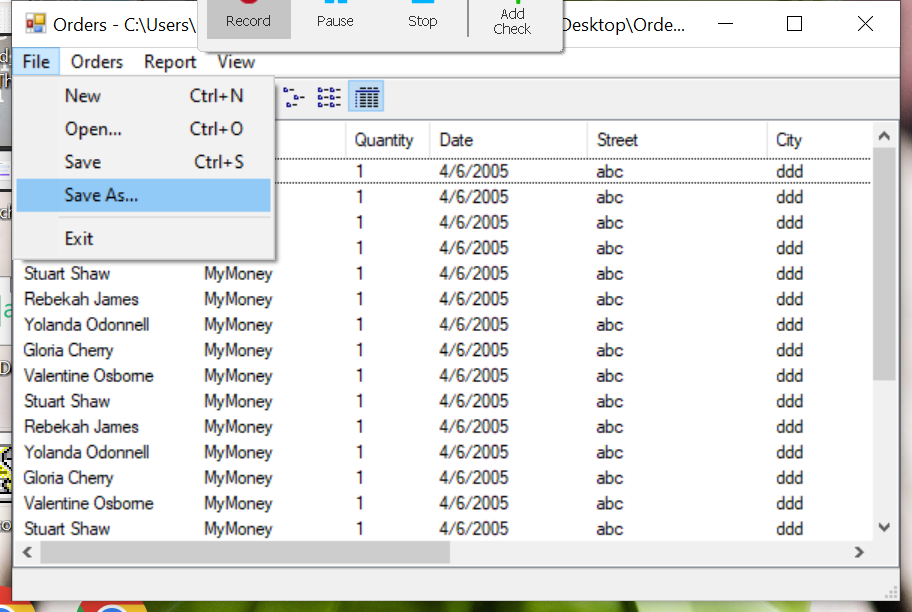 Orders - C:\Users\ Desktop\Orde...
Record Pause Stop Add Check
File Orders Report View
New Ctrl+N
Open... Ctrl+O
Save Ctrl+S
Save As...
Exit
Quantity Date Street City
1 4/6/2005 abc ddd
1 4/6/2005 abc ddd
1 4/6/2005 abc ddd
1 4/6/2005 abc ddd
Stuart Shaw MyMoney 1 4/6/2005 abc ddd
Rebekah James MyMoney 1 4/6/2005 abc ddd
Yolanda Odonnell MyMoney 1 4/6/2005 abc ddd
Gloria Cherry MyMoney 1 4/6/2005 abc ddd
Valentine Osborne MyMoney 1 4/6/2005 abc ddd
Stuart Shaw MyMoney 1 4/6/2005 abc ddd
Rebekah James MyMoney 1 4/6/2005 abc ddd
Yolanda Odonnell MyMoney 1 4/6/2005 abc ddd
Gloria Cherry MyMoney 1 4/6/2005 abc ddd
Valentine Osborne MyMoney 1 4/6/2005 abc ddd
Stuart Shaw MyMoney 1 4/6/2005 abc ddd